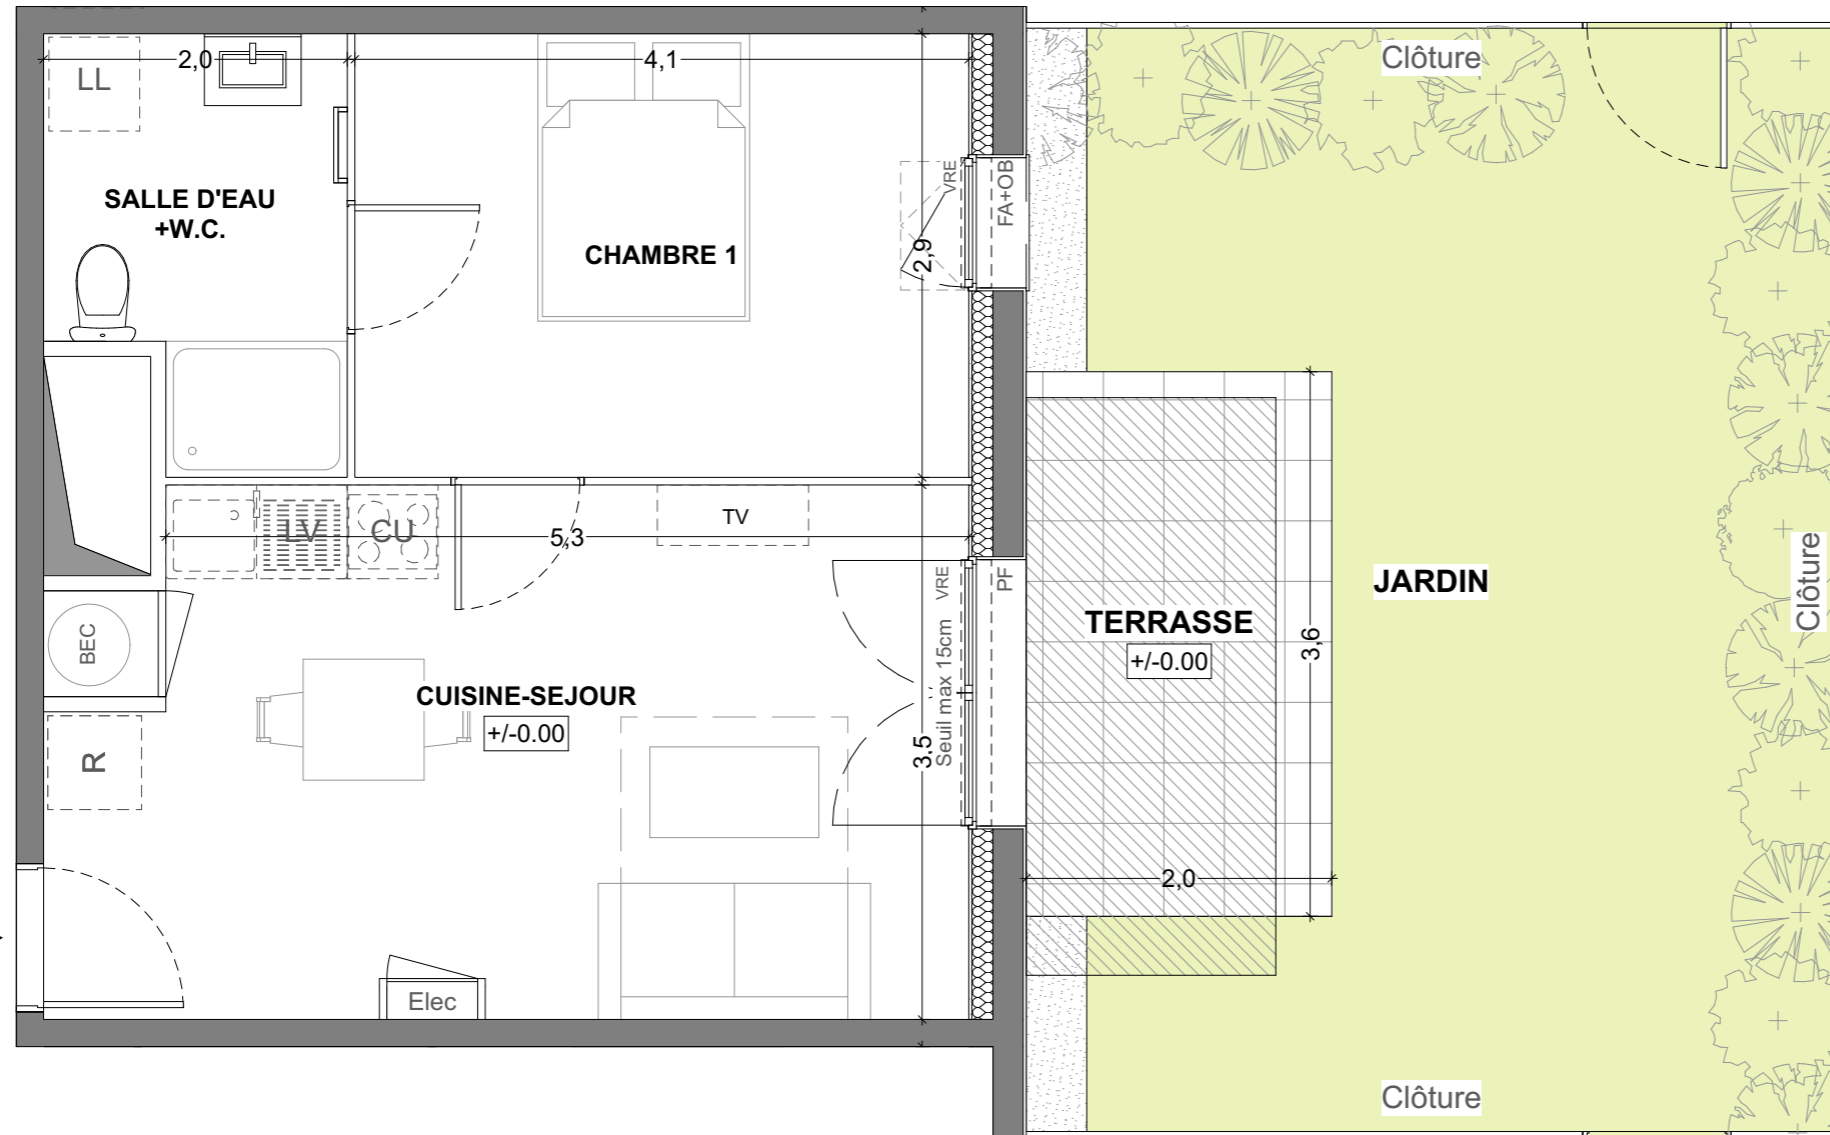 Clôture
2,0
4,1
LL
VRE
FA+OB
SALLE D'EAU
+W.C.
CHAMBRE 1
2,9
LV
CU
5,3
TV
VRE
PF
JARDIN
Clôture
BEC
TERRASSE
+/-0.00
3,6
CUISINE-SEJOUR
+/-0.00
Seuil max 15cm
3.5
R
2,0
Elec
Clôture